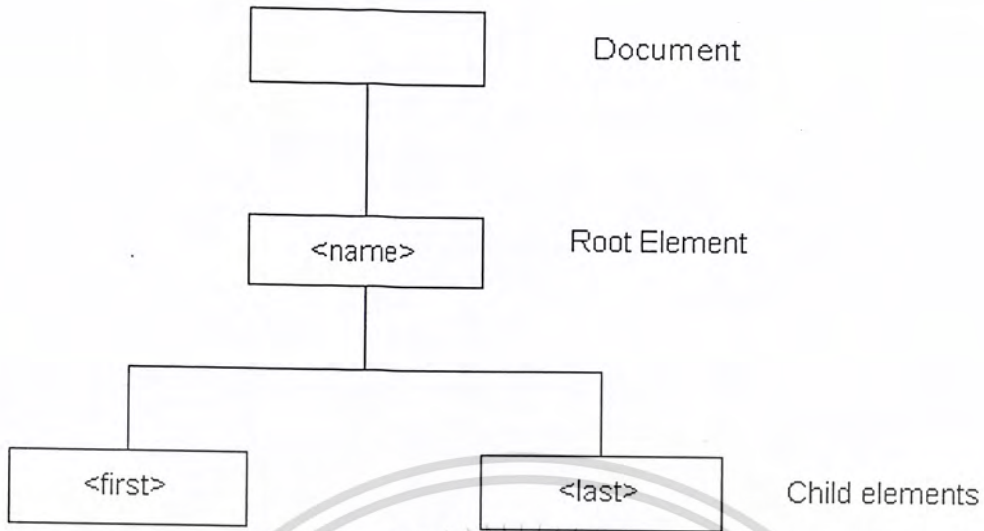 Document
<name>
Root Element
<first>
<last>
Child elements